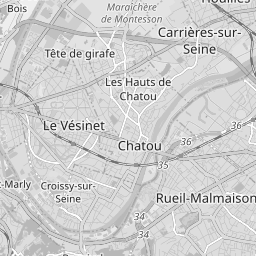 Maraîchère
de Montesson
Bois
Carrières-sur-
Seine
Tête de girafe
Les Hauts de
Chatou
Le Vésinet
Chatou
36
36
35
Croissy-sur-
Seine
Rueil-Malmaison
34
34